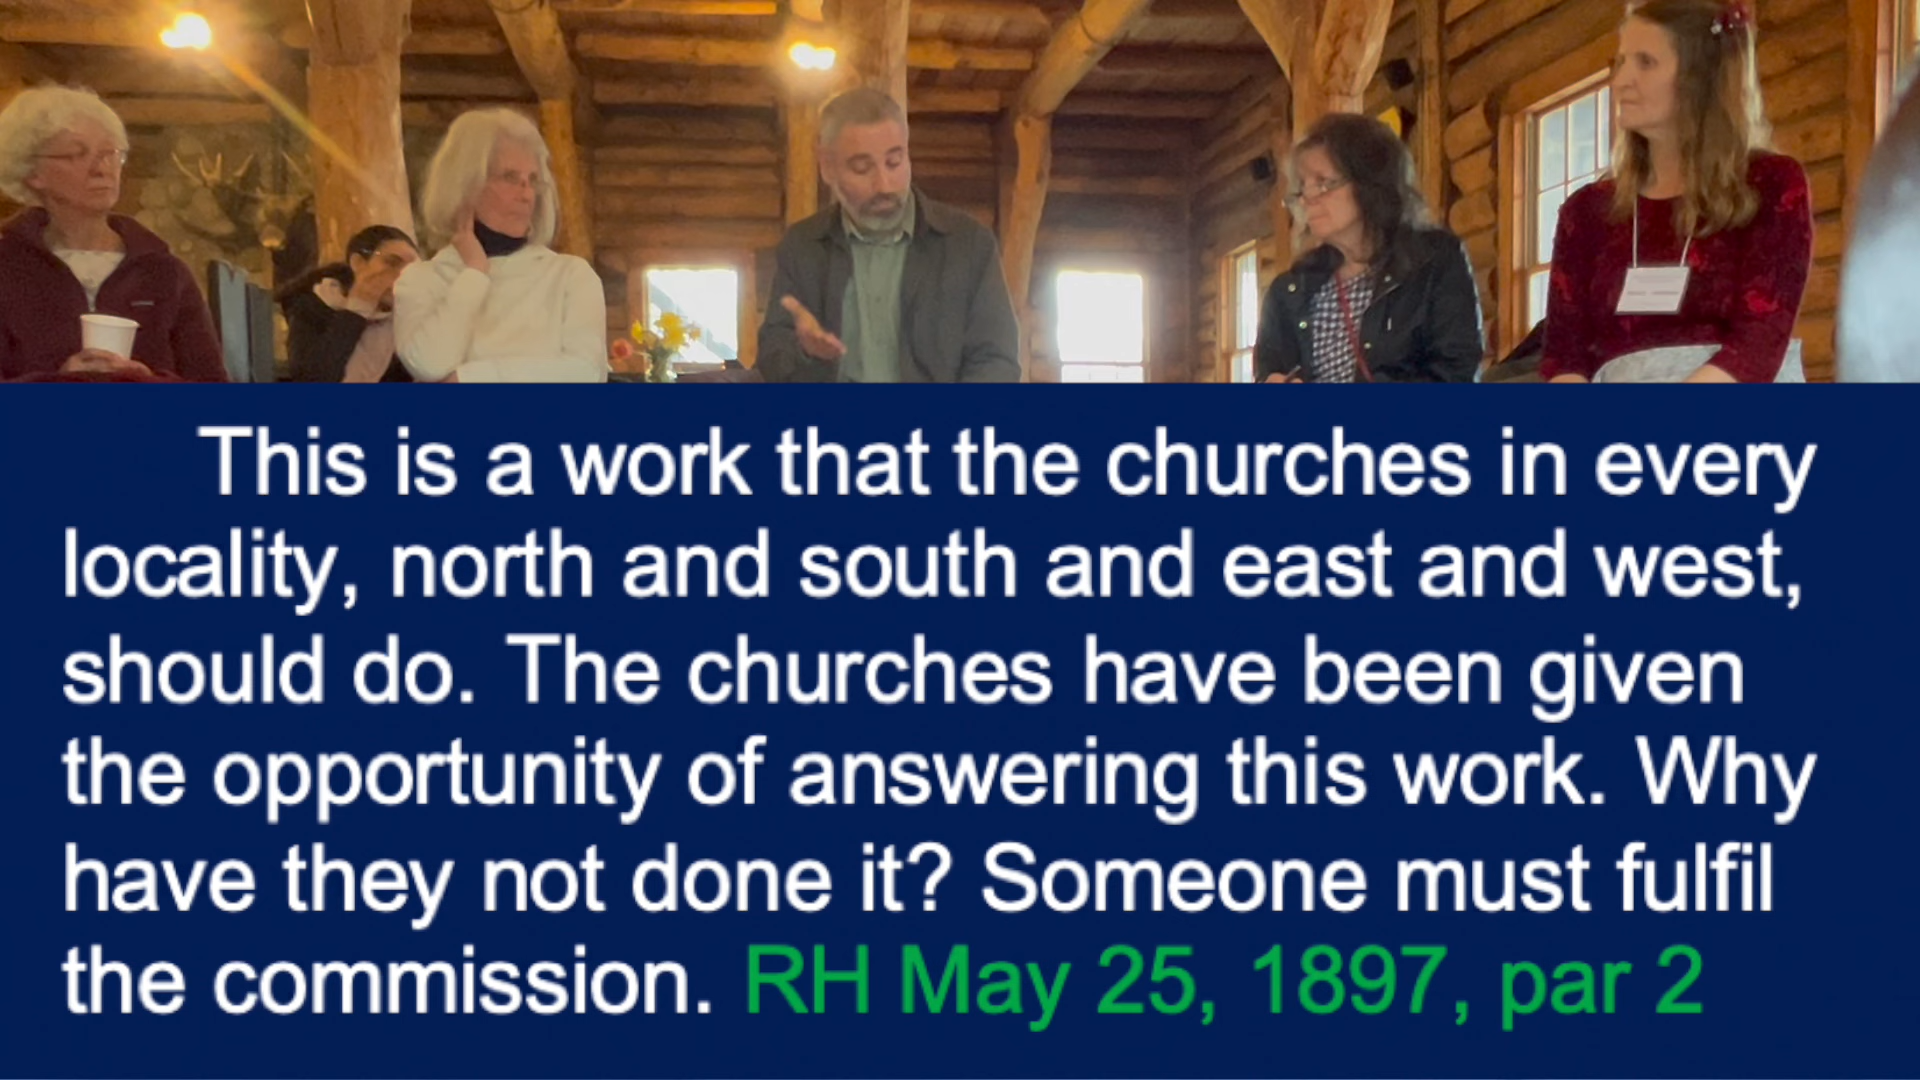 This is a work that the churches in every
locality, north and south and east and west,
should do. The churches have been given
the opportunity of answering this work. Why
have they not done it? Someone must fulfil
the commission. RH May 25, 1897, par 2